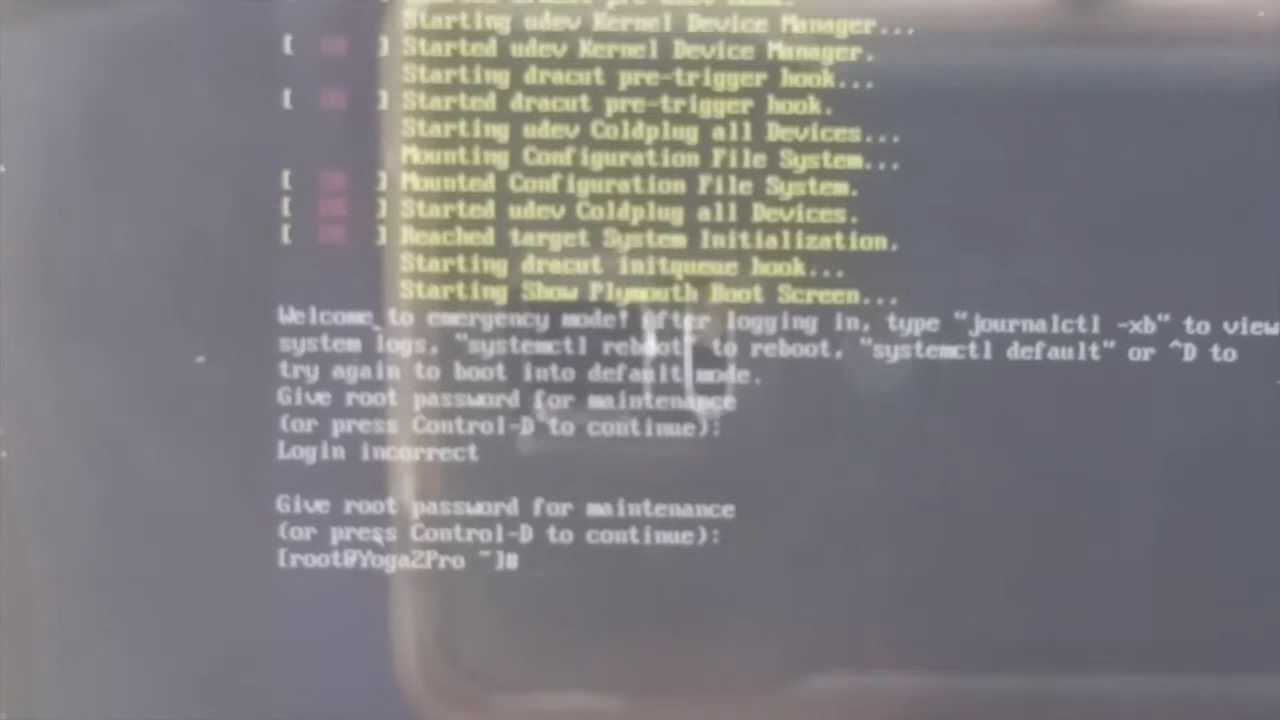 Starting udev Kernel Device Manager...
[ OK ] Started udev Kernel Device Manager.
Starting dracut pre-trigger hook...
[ OK ] Started dracut pre-trigger hook.
Starting udev Coldplug all Devices...
Mounting Configuration File System...
[ OK ] Mounted Configuration File System.
[ OK ] Started udev Coldplug all Devices.
[ OK ] Reached target System Initialization.
Starting dracut initqueue hook...
Starting Show Plymouth Boot Screen...
Welcome to emergency mode! After logging in, type "journalctl -xb" to view
system logs, "systemctl reboot" to reboot, "systemctl default" or ^D to
try again to boot into default mode.
Give root password for maintenance
(or press Control-D to continue):
Login incorrect
Give root password for maintenance
(or press Control-D to continue):
[root@Yoga2Pro ~]#